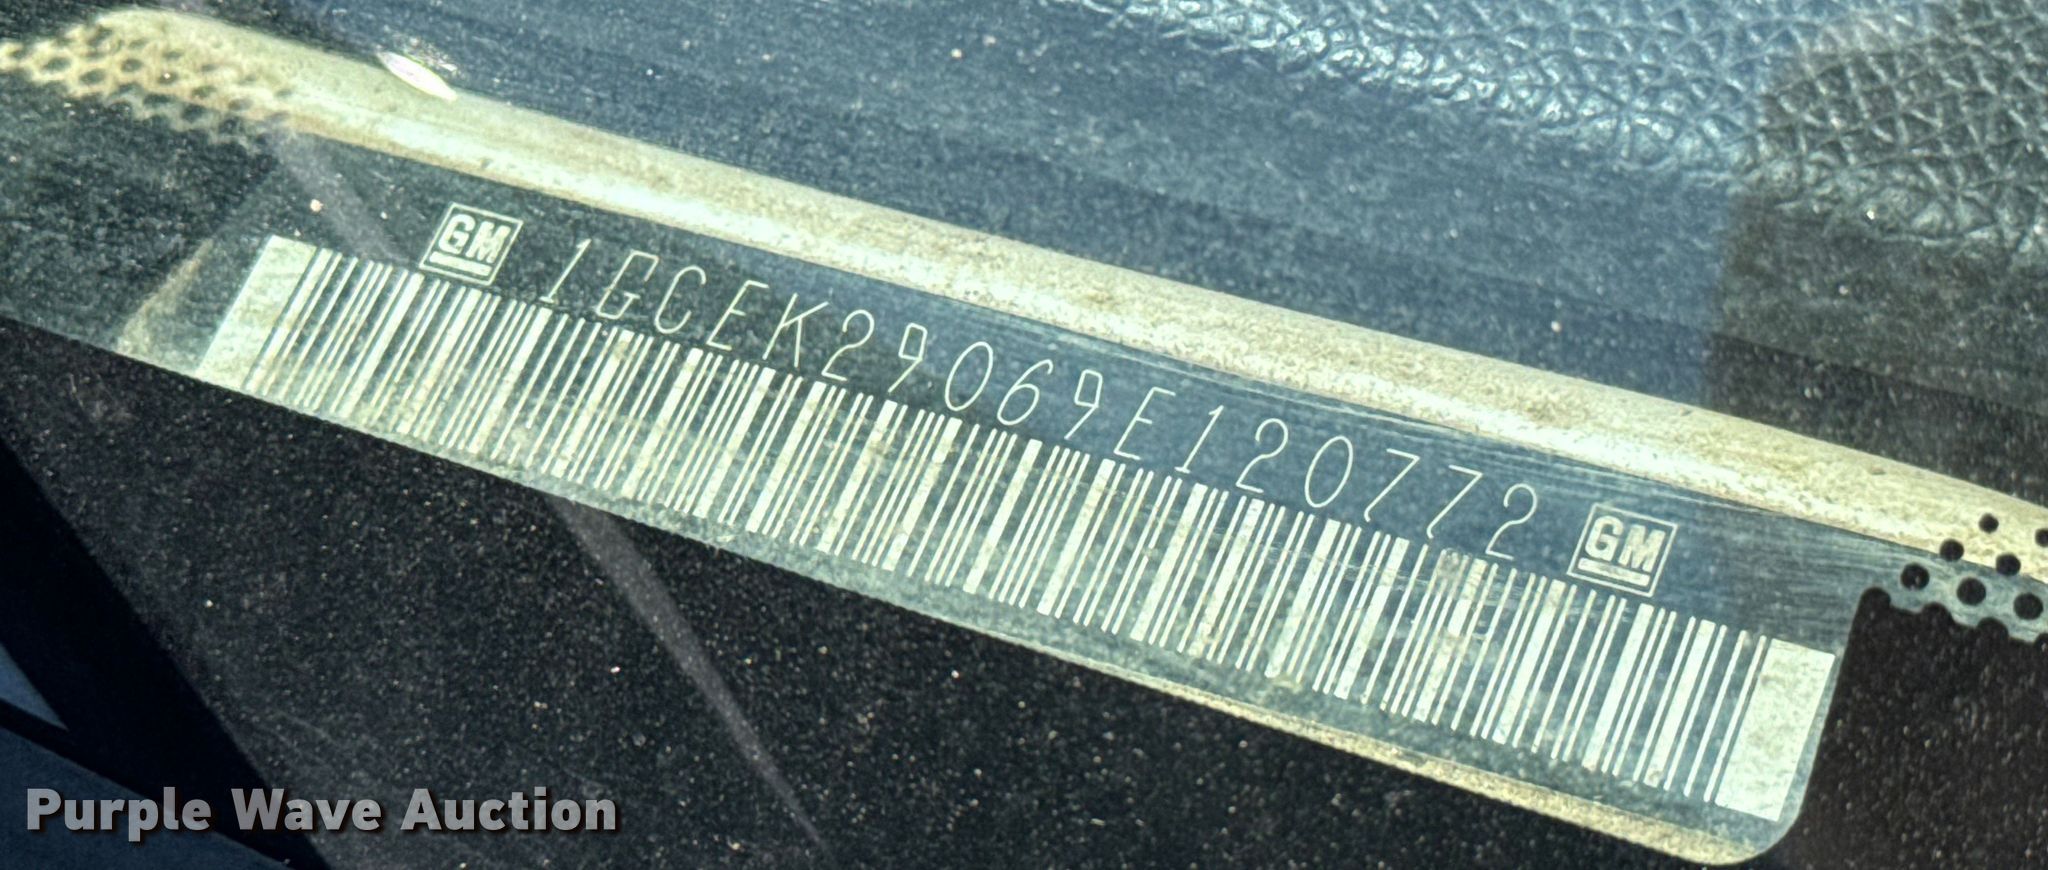 GM 1GCEK29069E120772 GM
Purple Wave Auction